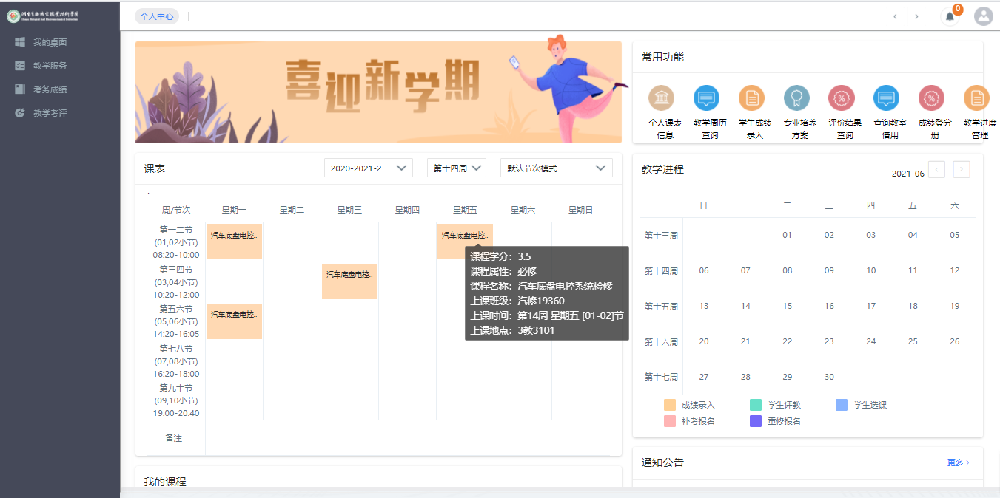 个人中心
0
我的桌面
教学服务
考务成绩
教学考评
喜迎新学期
常用功能
个人课表
信息
教学周历
查询
学生成绩
录入
专业培养
方案
评价结果
查询
查询教室
借用
成绩登分
册
教学进度
管理
课表
2020-2021-2
第十四周
默认节次模式
.
周/节次 星期一 星期二 星期三 星期四 星期五 星期六 星期日
第一二节
(01,02小节)
08:20-10:00
汽车底盘电控..
汽车底盘电控..
第三四节
(03,04小节)
10:20-12:00
汽车底盘电控..
第五六节
(05,06小节)
14:20-16:05
汽车底盘电控..
第七八节
(07,08小节)
16:20-18:00
第九十节
(09,10小节)
19:00-20:40
备注
课程学分：3.5
课程属性：必修
课程名称：汽车底盘电控系统检修
上课班级：汽修19360
上课时间：第14周 星期五 [01-02]节
上课地点：3教3101
我的课程
教学进程
2021-06
日 一 二 三 四 五 六
第十三周 01 02 03 04 05
第十四周 06 07 08 09 10 11 12
第十五周 13 14 15 16 17 18 19
第十六周 20 21 22 23 24 25 26
第十七周 27 28 29 30
成绩录入 学生评教 学生选课
补考报名 重修报名
通知公告
更多